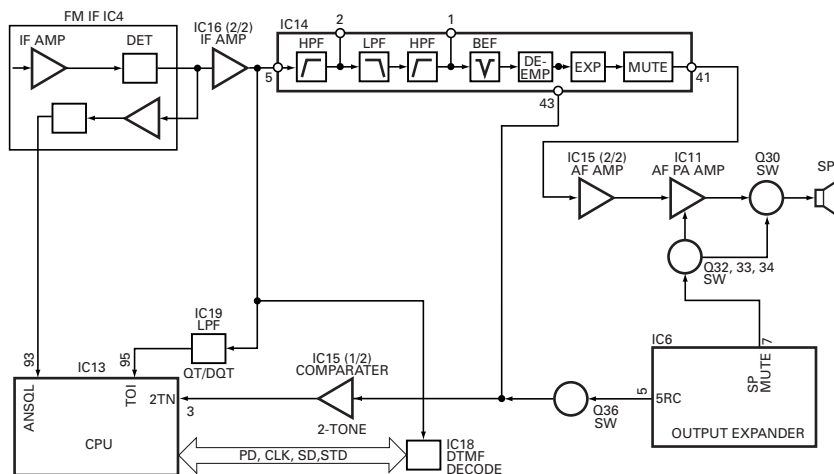 FM IF IC4
IF AMP
DET
IC16 (2/2)
IF AMP
IC14
2
1
HPF
LPF
HPF
BEF
DE-
EMP
EXP
MUTE
5
41
43
IC15 (2/2)
AF AMP
IC11
AF PA AMP
Q30
SW
SP
Q32, 33, 34
SW
IC19
LPF
QT/DQT
93
95
IC13
ANSQL
TOI
2TN
3
CPU
IC15 (1/2)
COMPARATER
2-TONE
PD, CLK, SD,STD
IC18
DTMF
DECODE
Q36
SW
IC6
7
5
5RC
SP
MUTE
OUTPUT EXPANDER